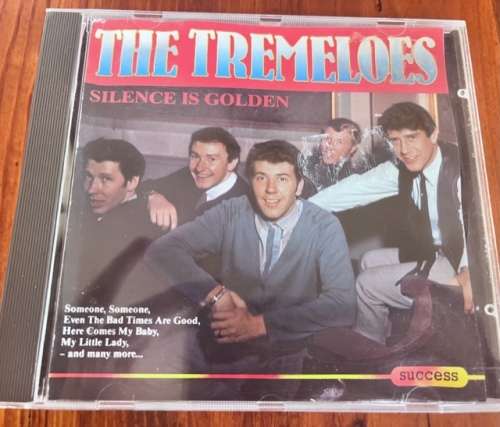 THE TREMELOES
SILENCE IS GOLDEN
Someone, Someone,
Even The Bad Times Are Good,
Here Comes My Baby,
My Little Lady,
– and many more...
success